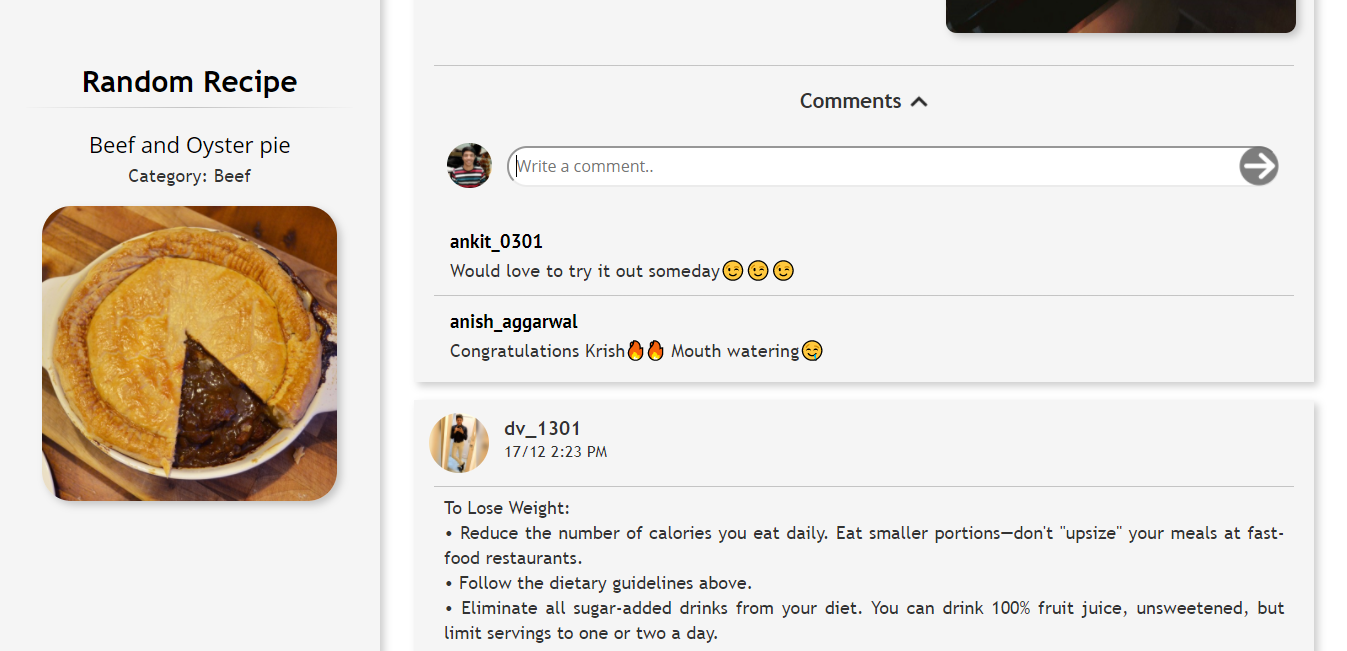 Random Recipe
Beef and Oyster pie
Category: Beef
Comments
Write a comment..
ankit_0301
Would love to try it out someday😉😉😉
anish_aggarwal
Congratulations Krish🔥🔥 Mouth watering🤤
dv_1301
17/12 2:23 PM
To Lose Weight:
• Reduce the number of calories you eat daily. Eat smaller portions—don't "upsize" your meals at fast-
food restaurants.
• Follow the dietary guidelines above.
• Eliminate all sugar-added drinks from your diet. You can drink 100% fruit juice, unsweetened, but
limit servings to one or two a day.